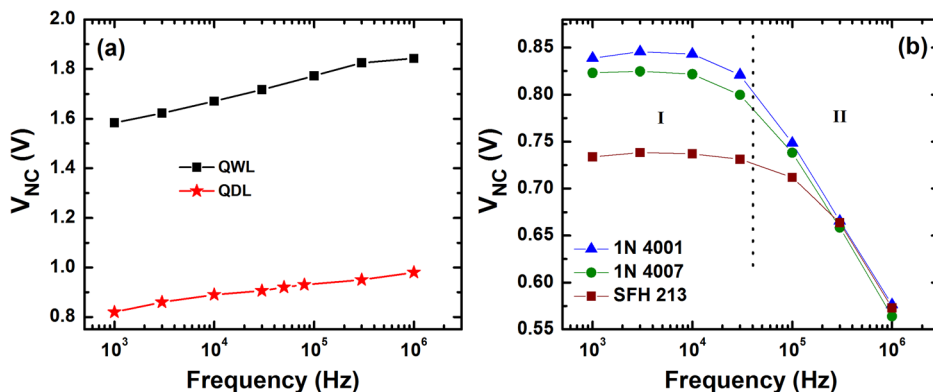 (a)
2.0
1.8
1.6
1.4
1.2
1.0
0.8
V_NC (V)
QWL
QDL
10^3
10^4
10^5
10^6
Frequency (Hz)
(b)
0.85
0.80
0.75
0.70
0.65
0.60
0.55
V_NC (V)
I
II
1N 4001
1N 4007
SFH 213
10^3
10^4
10^5
10^6
Frequency (Hz)